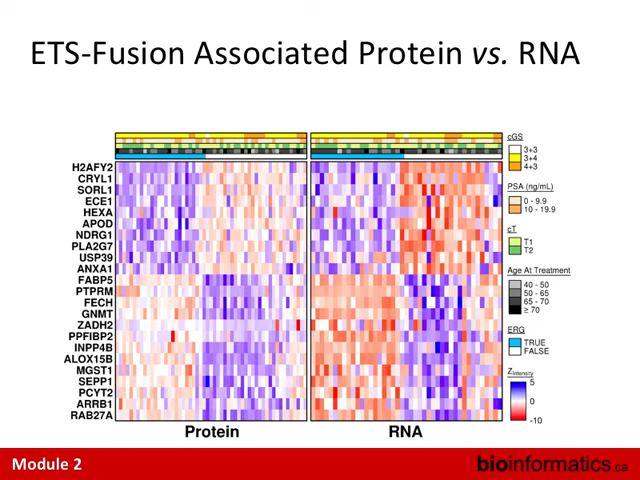 ETS-Fusion Associated Protein vs. RNA
cGS
3+3
3+4
4+3
PSA (ng/mL)
0 - 9.9
10 - 19.9
cT
T1
T2
Age At Treatment
40 - 50
50 - 65
65 - 70
≥ 70
ERG
TRUE
FALSE
ZIntensity
5
0
-10
H2AFY2
CRYL1
SORL1
ECE1
HEXA
APOD
NDRG1
PLA2G7
USP39
ANXA1
FABP5
PTPRM
FECH
GNMT
ZADH2
PPFIBP2
INPP4B
ALOX15B
MGST1
SEPP1
PCYT2
ARRB1
RAB27A
Protein
RNA
Module 2
bioinformatics.ca